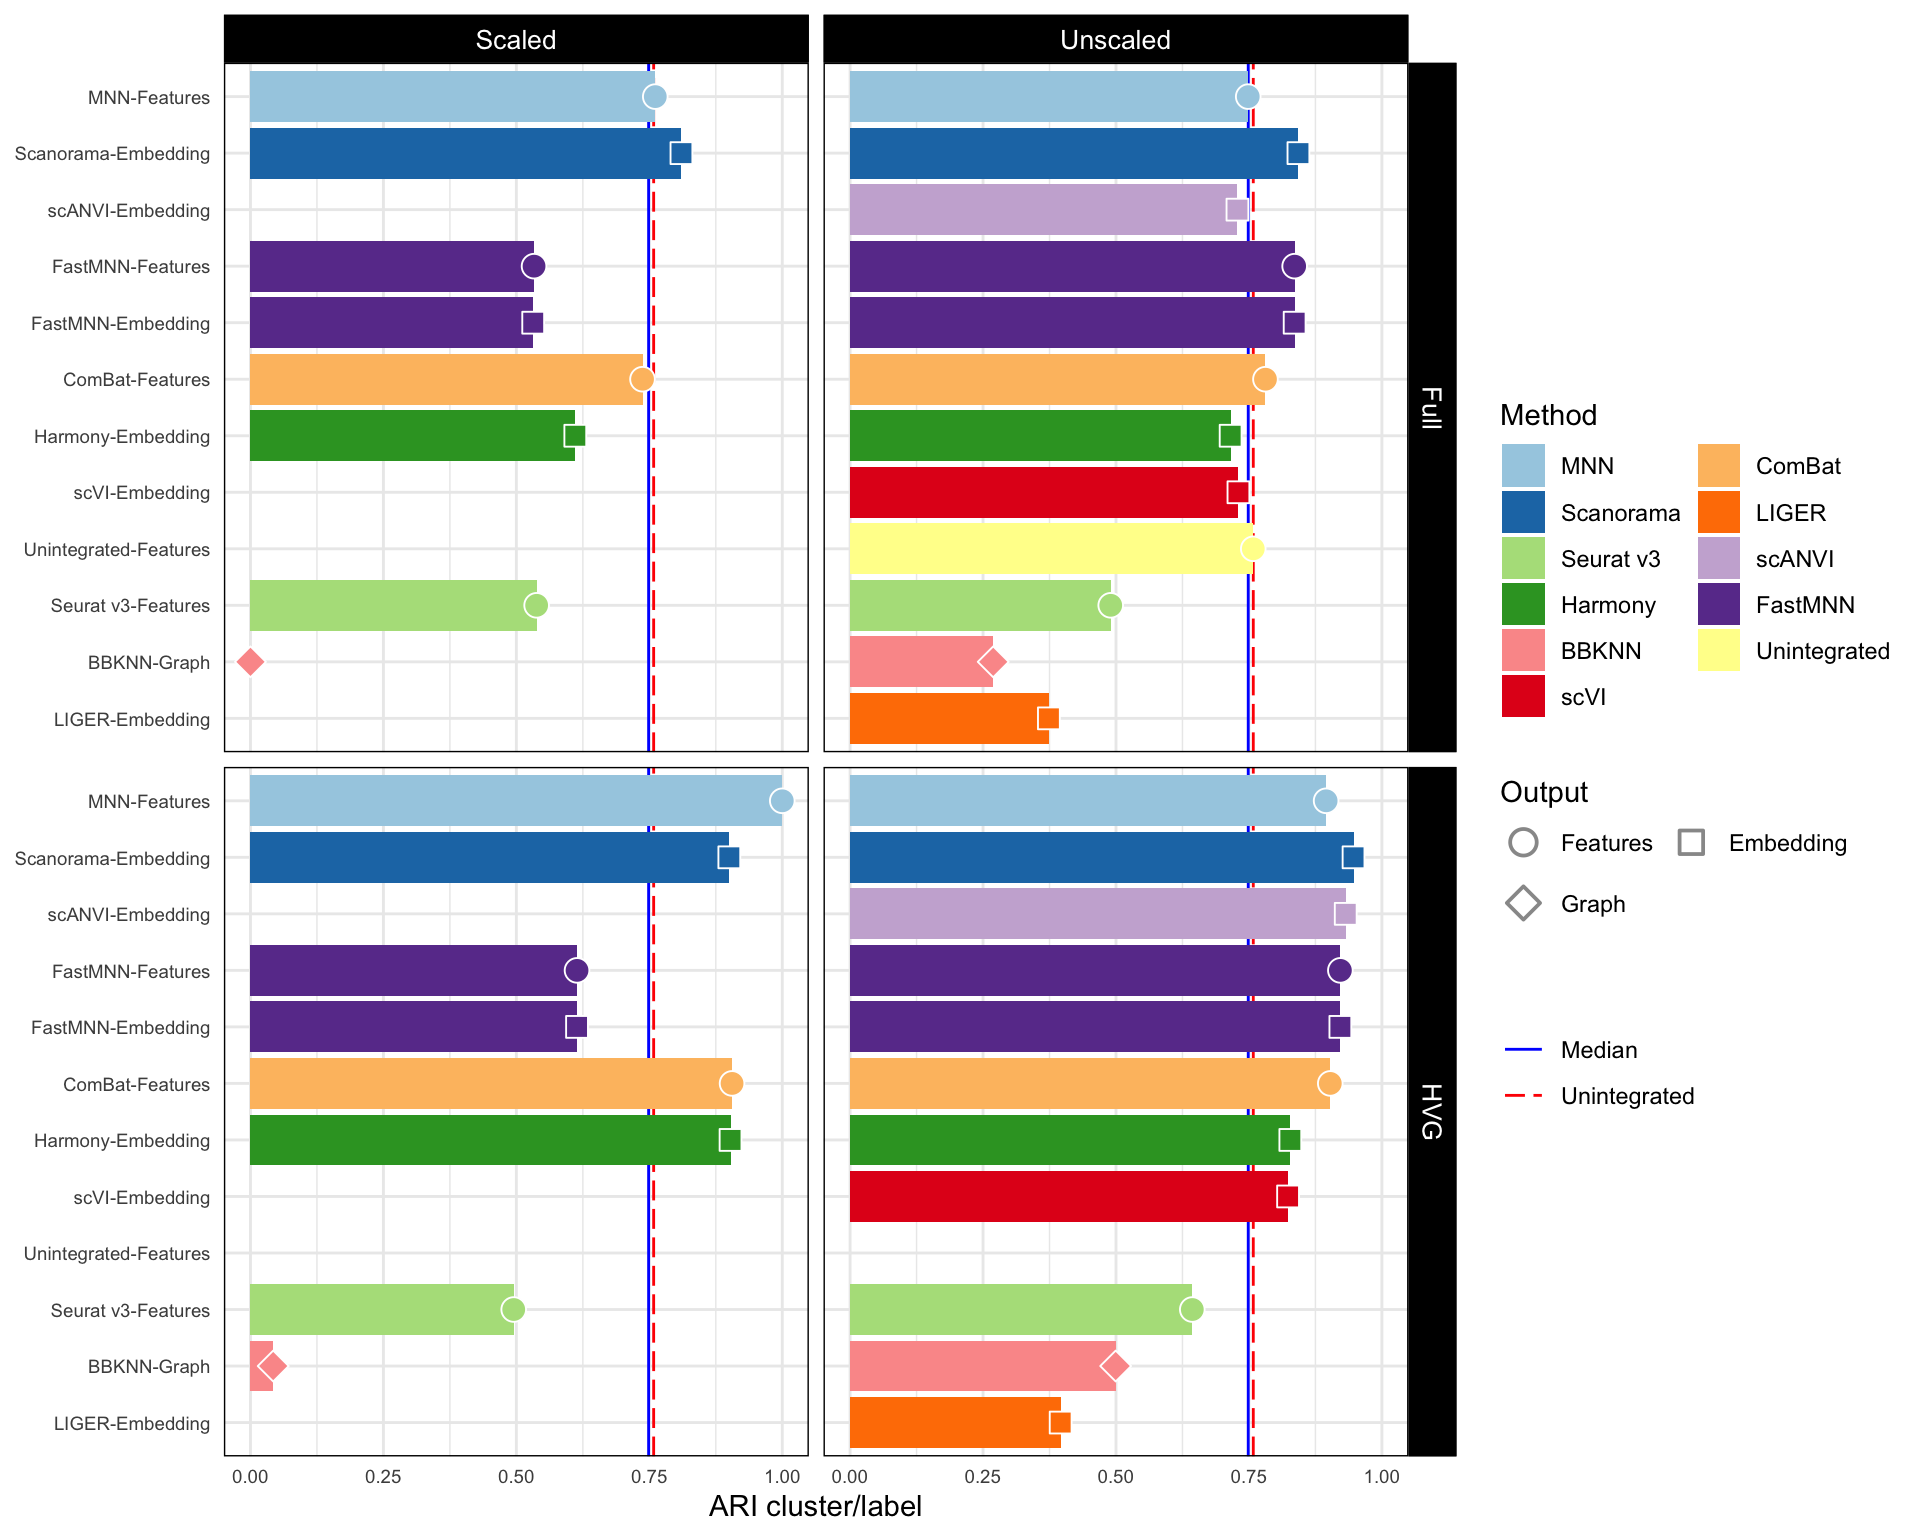 Scaled
Unscaled
MNN-Features
Scanorama-Embedding
scANVI-Embedding
FastMNN-Features
FastMNN-Embedding
ComBat-Features
Harmony-Embedding
scVI-Embedding
Unintegrated-Features
Seurat v3-Features
BBKNN-Graph
LIGER-Embedding
Full
MNN-Features
Scanorama-Embedding
scANVI-Embedding
FastMNN-Features
FastMNN-Embedding
ComBat-Features
Harmony-Embedding
scVI-Embedding
Unintegrated-Features
Seurat v3-Features
BBKNN-Graph
LIGER-Embedding
HVG
0.00 0.25 0.50 0.75 1.00 0.00 0.25 0.50 0.75 1.00
ARI cluster/label
Method
MNN ComBat
Scanorama LIGER
Seurat v3 scANVI
Harmony FastMNN
BBKNN Unintegrated
scVI
Output
Features Embedding
Graph
Median
Unintegrated